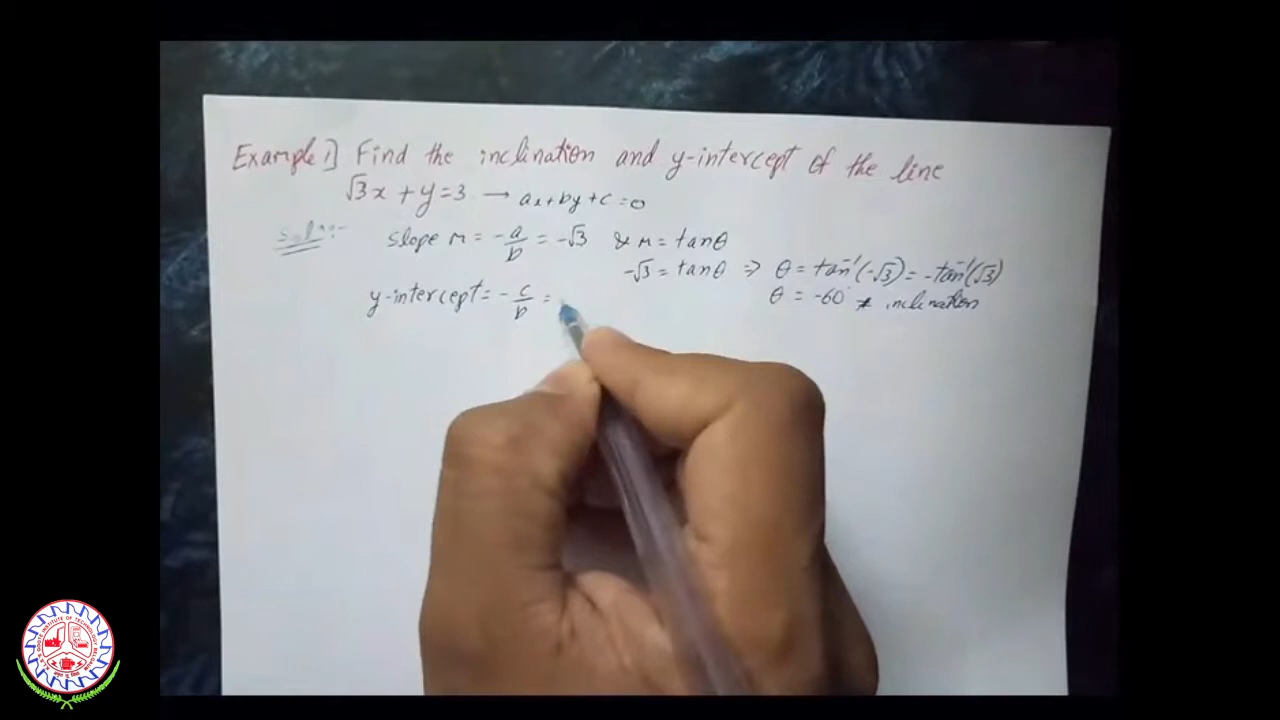 Example 1] Find the inclination and y-intercept of the line
√3x + y = 3 → ax+by+c=0
Soln:-
slope m = -a/b = -√3 & m = tanθ
-√3 = tanθ ⇒ θ = tan⁻¹(-√3) = -tan⁻¹(√3)
θ = -60° inclination
y-intercept = -c/b =